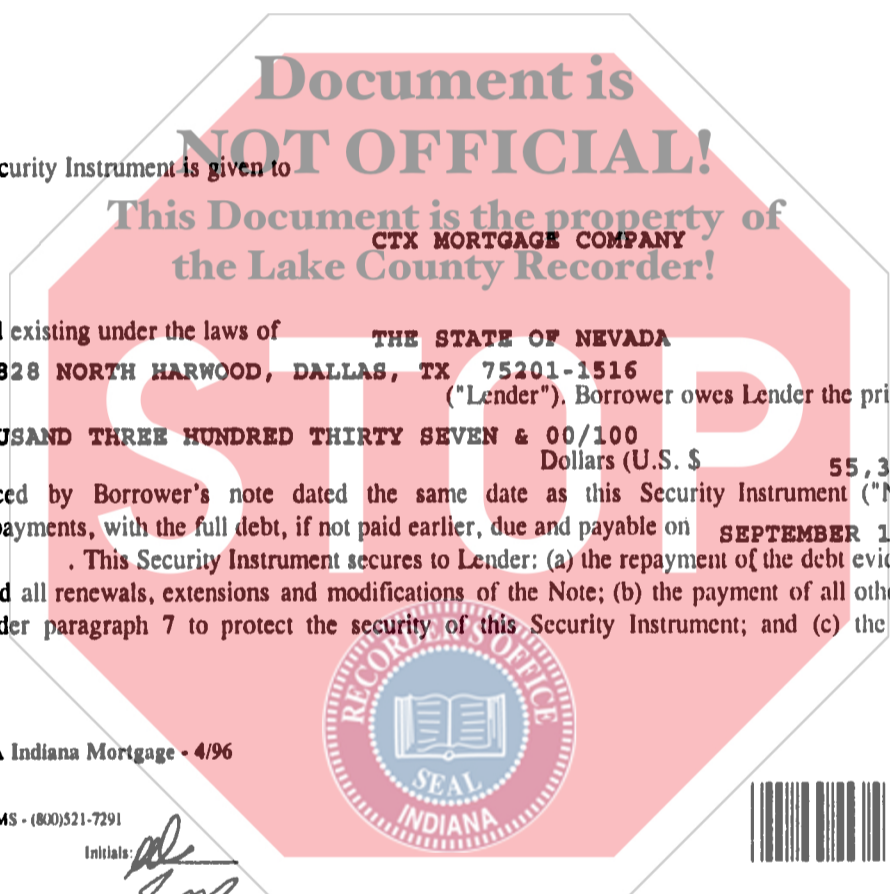 Document is
NOT OFFICIAL!
curity Instrument is given to
This Document is the property of
CTX MORTGAGE COMPANY
the Lake County Recorder!
existing under the laws of THE STATE OF NEVADA
828 NORTH HARWOOD, DALLAS, TX 75201-1516
("Lender"). Borrower owes Lender the pri
USAND THREE HUNDRED THIRTY SEVEN & 00/100
Dollars (U.S. $ 55,3
ced by Borrower's note dated the same date as this Security Instrument ("N
payments, with the full debt, if not paid earlier, due and payable on SEPTEMBER 1
. This Security Instrument secures to Lender: (a) the repayment of the debt evid
d all renewals, extensions and modifications of the Note; (b) the payment of all othe
der paragraph 7 to protect the security of this Security Instrument; and (c) the
STOP
RECORDER'S OFFICE
SEAL
INDIANA
Indiana Mortgage - 4/96
MS - (800)521-7291
Initials: